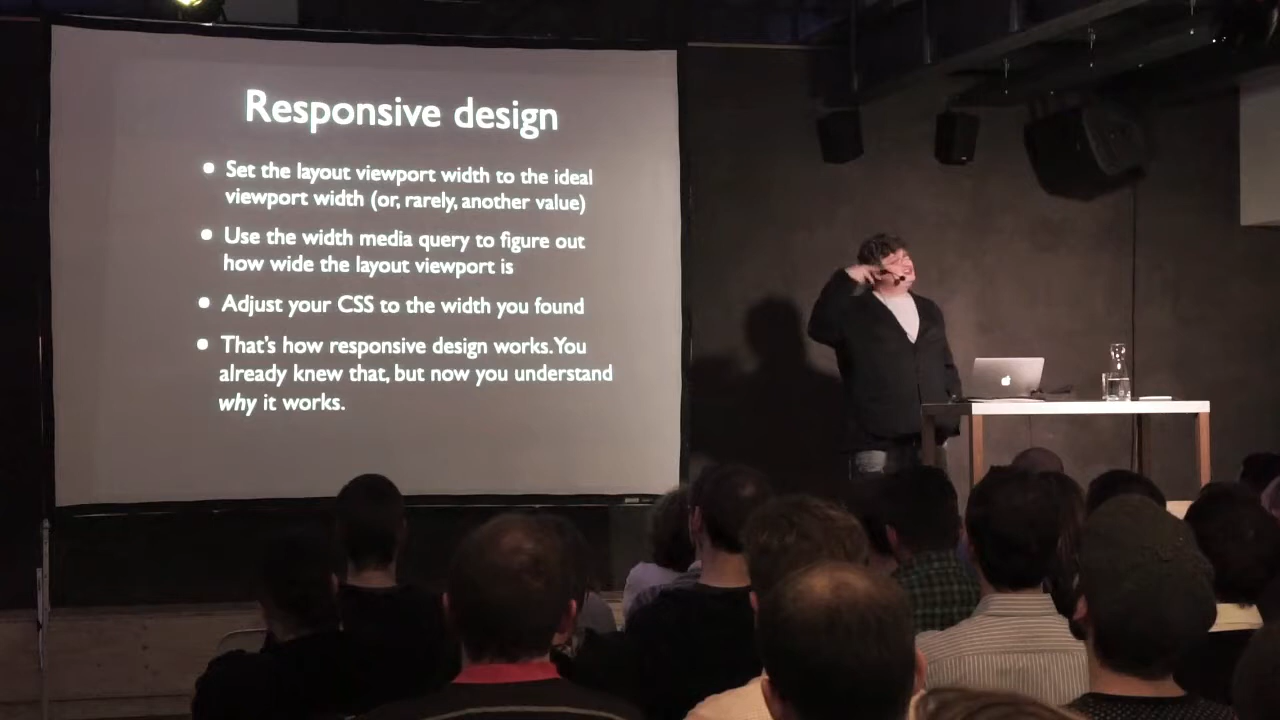 Responsive design
• Set the layout viewport width to the ideal
viewport width (or, rarely, another value)
• Use the width media query to figure out
how wide the layout viewport is
• Adjust your CSS to the width you found
• That's how responsive design works. You
already knew that, but now you understand
why it works.